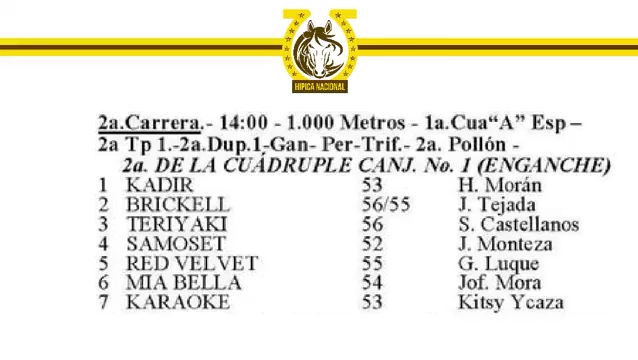 HIPICA NACIONAL
2a.Carrera.- 14:00 - 1.000 Metros - 1a.Cua“A” Esp –
2a Tp 1.-2a.Dup.1,-Gan- Per-Trif.- 2a. Pollón -
2a. DE LA CUÁDRUPLE CANJ. No. 1 (ENGANCHE)
1 KADIR 53 H. Morán
2 BRICKELL 56/55 J. Tejada
3 TERIYAKI 56 S. Castellanos
4 SAMOSET 52 J. Monteza
5 RED VELVET 55 G. Luque
6 MIA BELLA 54 Jof. Mora
7 KARAOKE 53 Kitsy Ycaza